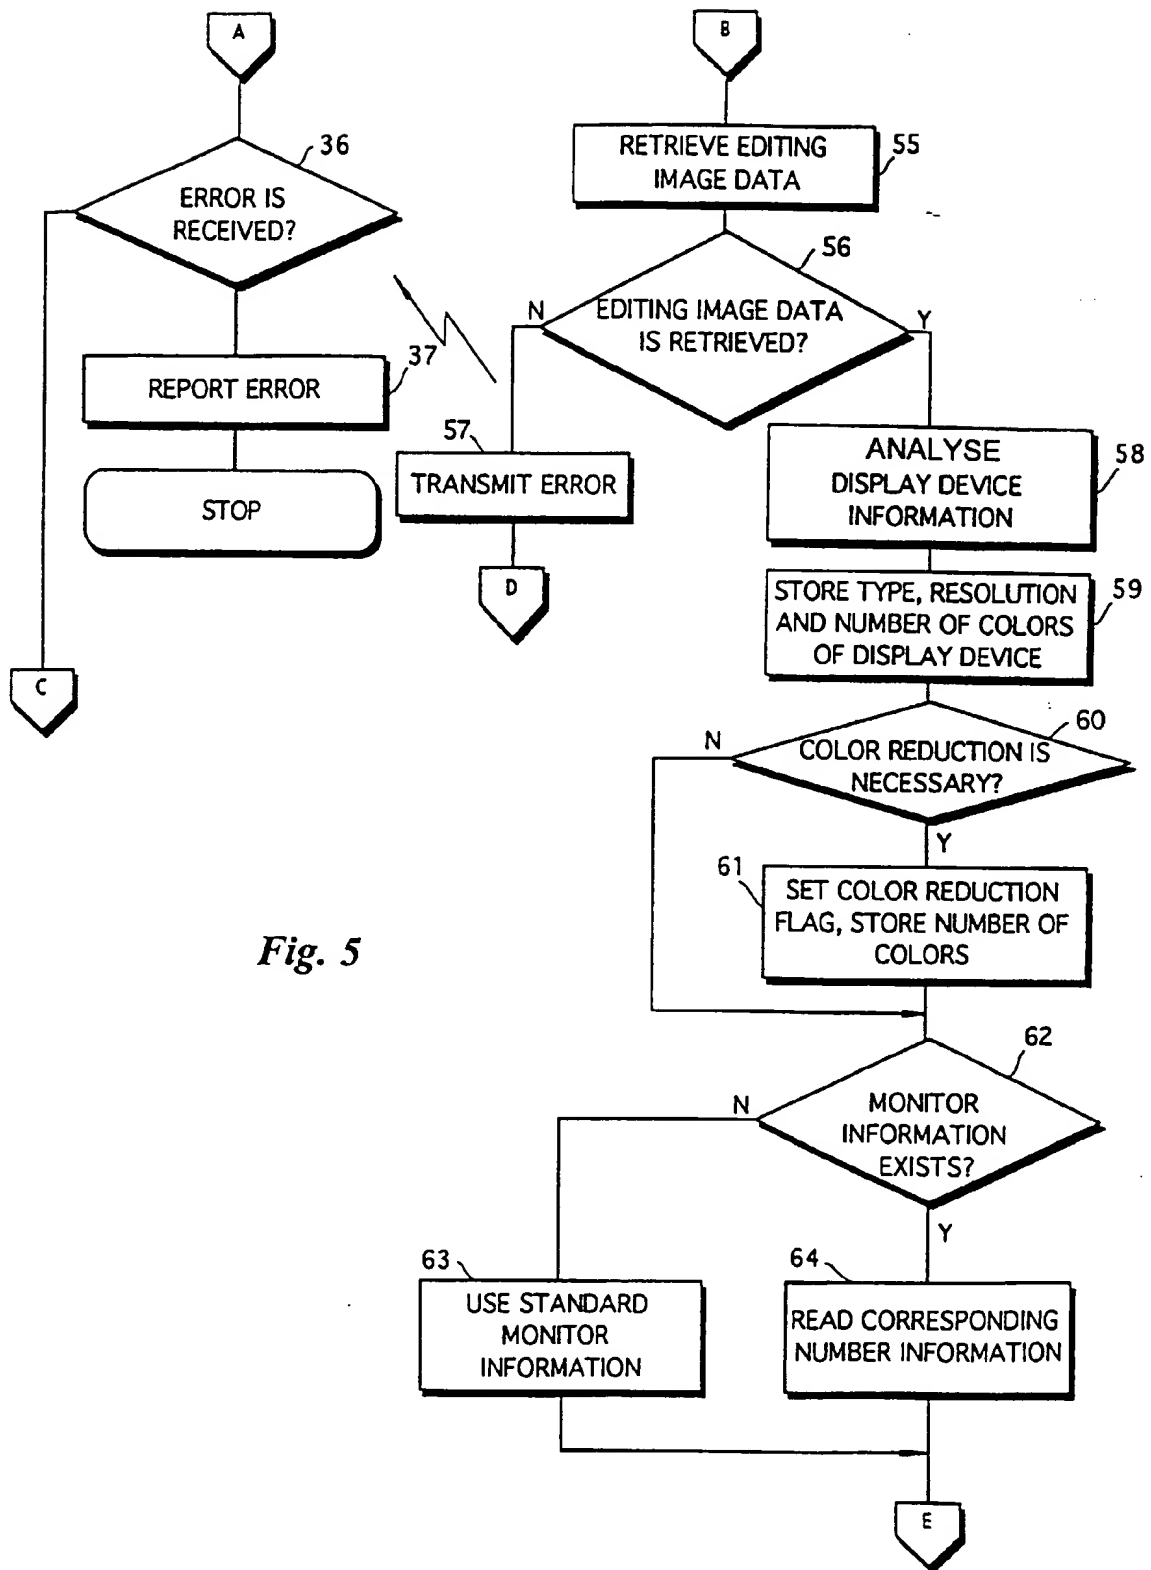 A
36
ERROR IS
RECEIVED?
37
REPORT ERROR
STOP
C
B
55
RETRIEVE EDITING
IMAGE DATA
56
N
EDITING IMAGE DATA
IS RETRIEVED?
Y
57
TRANSMIT ERROR
D
58
ANALYSE
DISPLAY DEVICE
INFORMATION
59
STORE TYPE, RESOLUTION
AND NUMBER OF COLORS
OF DISPLAY DEVICE
60
N
COLOR REDUCTION IS
NECESSARY?
Y
61
SET COLOR REDUCTION
FLAG, STORE NUMBER OF
COLORS
Fig. 5
62
N
MONITOR
INFORMATION
EXISTS?
Y
63
USE STANDARD
MONITOR
INFORMATION
64
READ CORRESPONDING
NUMBER INFORMATION
E